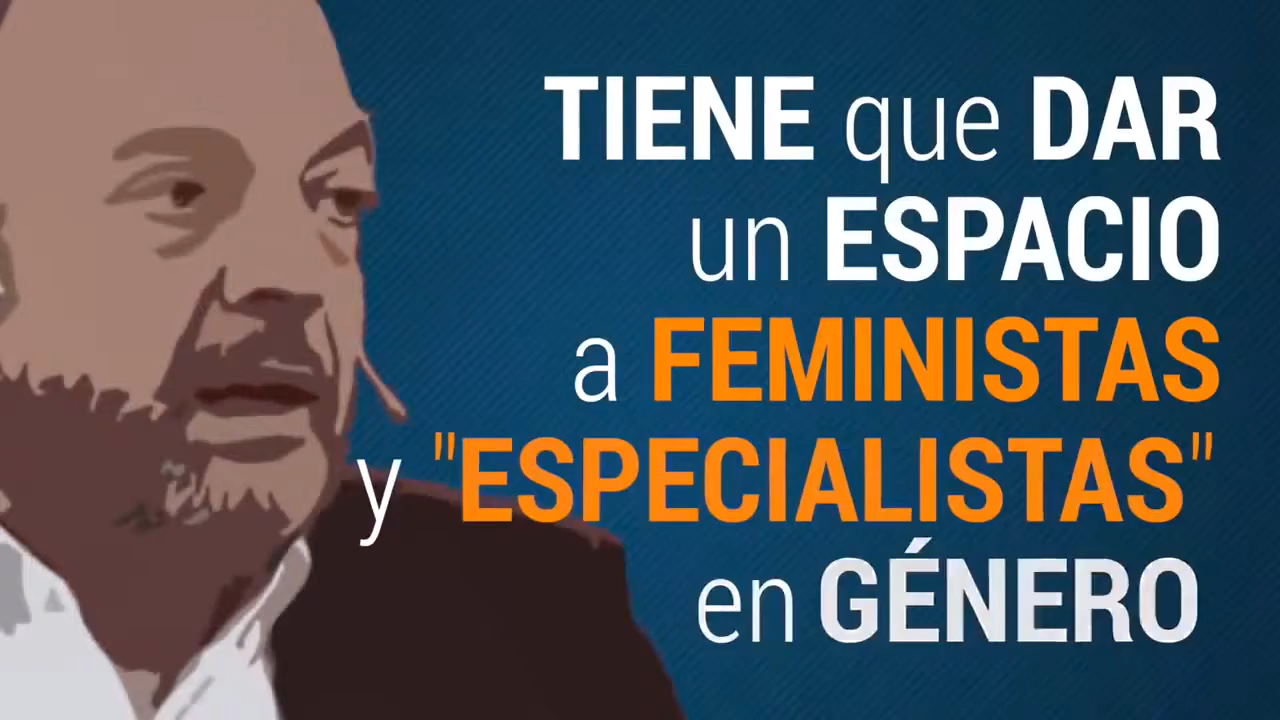 TIENE que DAR
un ESPACIO
a FEMINISTAS
y "ESPECIALISTAS"
en GÉNERO